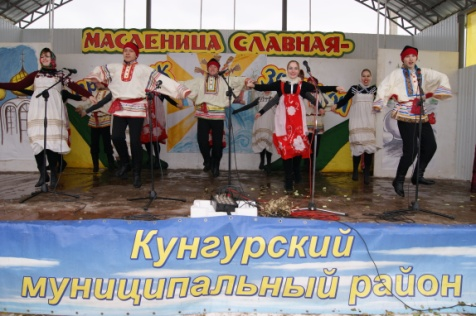 МАСЛЕНИЦА СЛАВНАЯ-
Кунгурский
муниципальный район